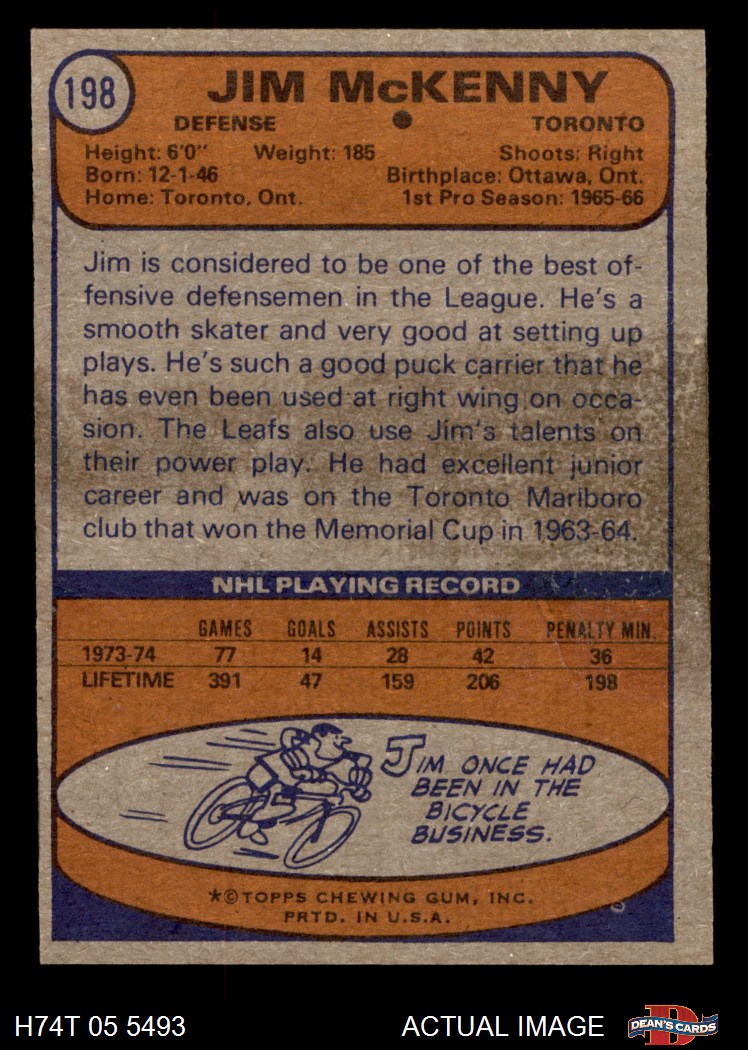 198
JIM McKENNY
DEFENSE
TORONTO
Height: 6'0" Weight: 185 Shoots: Right
Born: 12-1-46 Birthplace: Ottawa, Ont.
Home: Toronto, Ont. 1st Pro Season: 1965-66
Jim is considered to be one of the best of-
fensive defensemen in the League. He's a
smooth skater and very good at setting up
plays. He's such a good puck carrier that he
has even been used at right wing on occa-
sion. The Leafs also use Jim's talents on
their power play. He had excellent junior
career and was on the Toronto Marlboro
club that won the Memorial Cup in 1963-64.
NHL PLAYING RECORD
GAMES GOALS ASSISTS POINTS PENALTY MIN.
1973-74 77 14 28 42 36
LIFETIME 391 47 159 206 198
JIM ONCE HAD
BEEN IN THE
BICYCLE
BUSINESS.
*©TOPPS CHEWING GUM, INC.
PRTD. IN U.S.A.
H74T 05 5493 ACTUAL IMAGE
D
DEAN'S CARDS